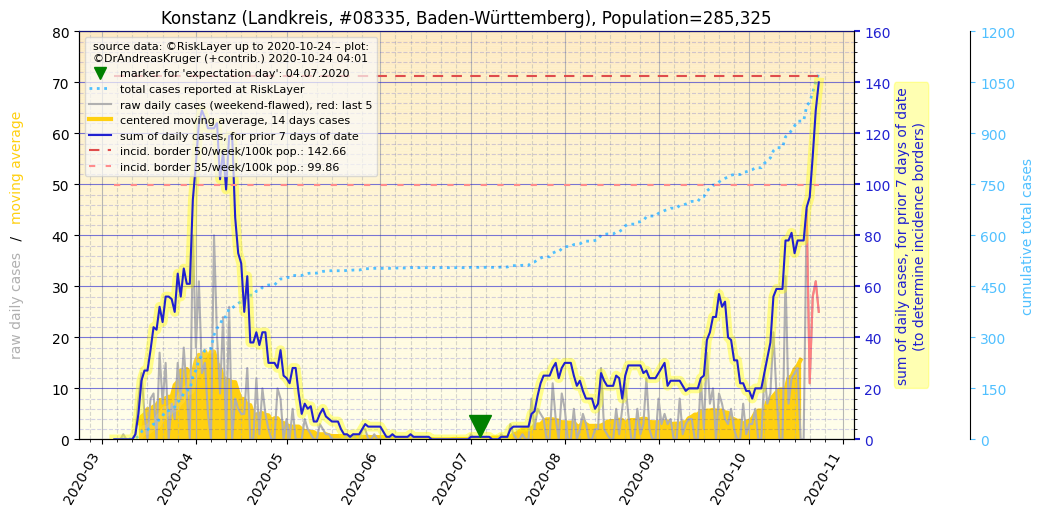 Konstanz (Landkreis, #08335, Baden-Württemberg), Population=285,325
source data: ©RiskLayer up to 2020-10-24 – plot:
©DrAndreasKruger (+contrib.) 2020-10-24 04:01
marker for 'expectation day': 04.07.2020
total cases reported at RiskLayer
raw daily cases (weekend-flawed), red: last 5
centered moving average, 14 days cases
sum of daily cases, for prior 7 days of date
incid. border 50/week/100k pop.: 142.66
incid. border 35/week/100k pop.: 99.86
raw daily cases / moving average
80
70
60
50
40
30
20
10
0
2020-03
2020-04
2020-05
2020-06
2020-07
2020-08
2020-09
2020-10
2020-11
160
140
120
100
80
60
40
20
0
sum of daily cases, for prior 7 days of date
(to determine incidence borders)
1200
1050
900
750
600
450
300
150
0
cumulative total cases